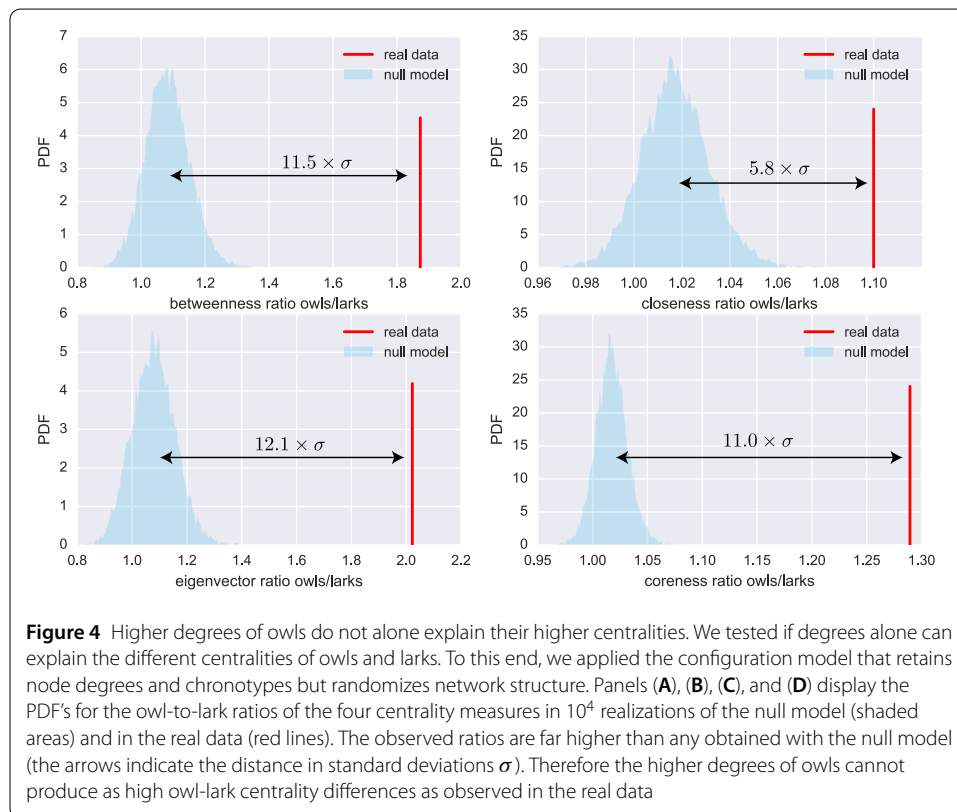 7
6
5
4
3
2
1
0
PDF
real data
null model
11.5 × σ
0.8 1.0 1.2 1.4 1.6 1.8 2.0
betweenness ratio owls/larks
35
30
25
20
15
10
5
0
PDF
real data
null model
5.8 × σ
0.96 0.98 1.00 1.02 1.04 1.06 1.08 1.10
closeness ratio owls/larks
6
5
4
3
2
1
0
PDF
real data
null model
12.1 × σ
0.8 1.0 1.2 1.4 1.6 1.8 2.0 2.2
eigenvector ratio owls/larks
35
30
25
20
15
10
5
0
PDF
real data
null model
11.0 × σ
0.95 1.00 1.05 1.10 1.15 1.20 1.25 1.30
coreness ratio owls/larks
Figure 4 Higher degrees of owls do not alone explain their higher centralities. We tested if degrees alone can
explain the different centralities of owls and larks. To this end, we applied the configuration model that retains
node degrees and chronotypes but randomizes network structure. Panels (A), (B), (C), and (D) display the
PDF's for the owl-to-lark ratios of the four centrality measures in 10⁴ realizations of the null model (shaded
areas) and in the real data (red lines). The observed ratios are far higher than any obtained with the null model
(the arrows indicate the distance in standard deviations σ). Therefore the higher degrees of owls cannot
produce as high owl-lark centrality differences as observed in the real data